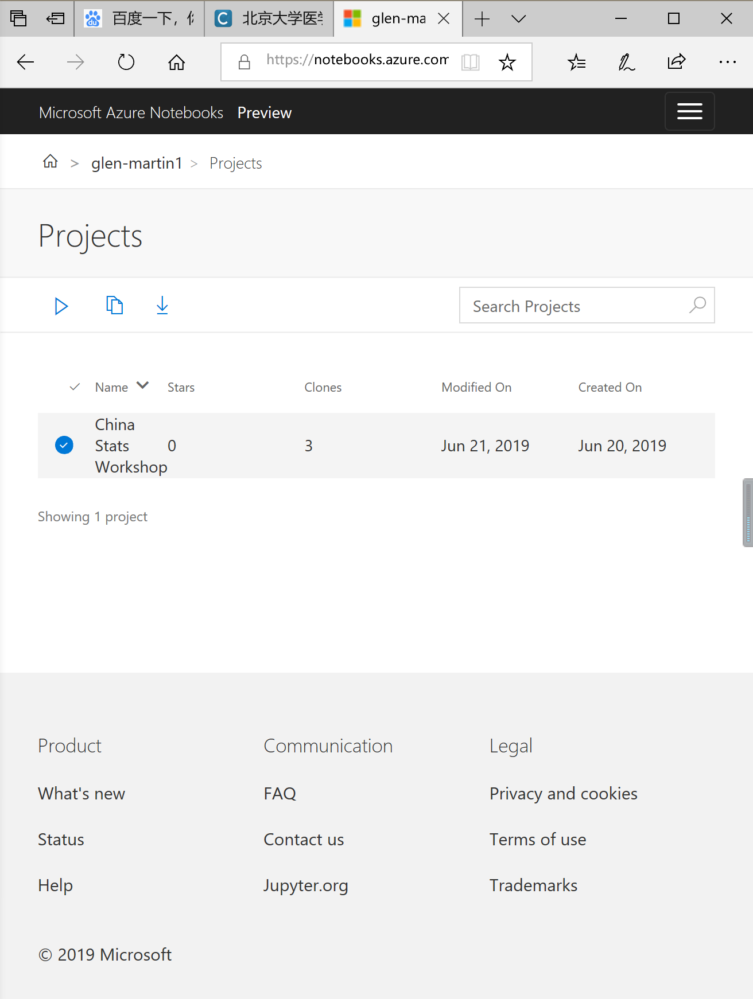 百度一下，
北京大学医
glen-ma
https://notebooks.azure.com
Microsoft Azure Notebooks Preview
> glen-martin1 > Projects
Projects
Search Projects
Name Stars Clones Modified On Created On
China
Stats 0 3 Jun 21, 2019 Jun 20, 2019
Workshop
Showing 1 project
Product Communication Legal
What's new FAQ Privacy and cookies
Status Contact us Terms of use
Help Jupyter.org Trademarks
© 2019 Microsoft